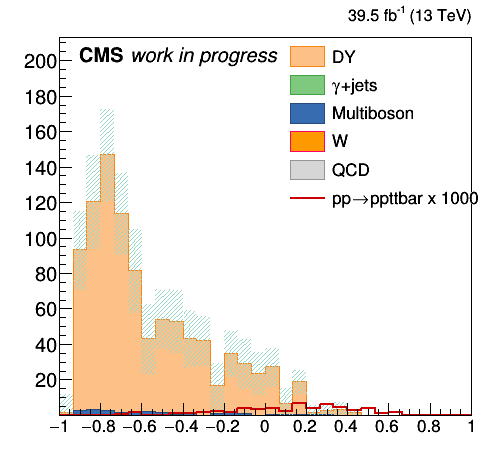 39.5 fb⁻¹ (13 TeV)
CMS work in progress
DY
γ+jets
Multiboson
W
QCD
pp→ppttbar x 1000
200
180
160
140
120
100
80
60
40
20
−1 −0.8 −0.6 −0.4 −0.2 0 0.2 0.4 0.6 0.8 1